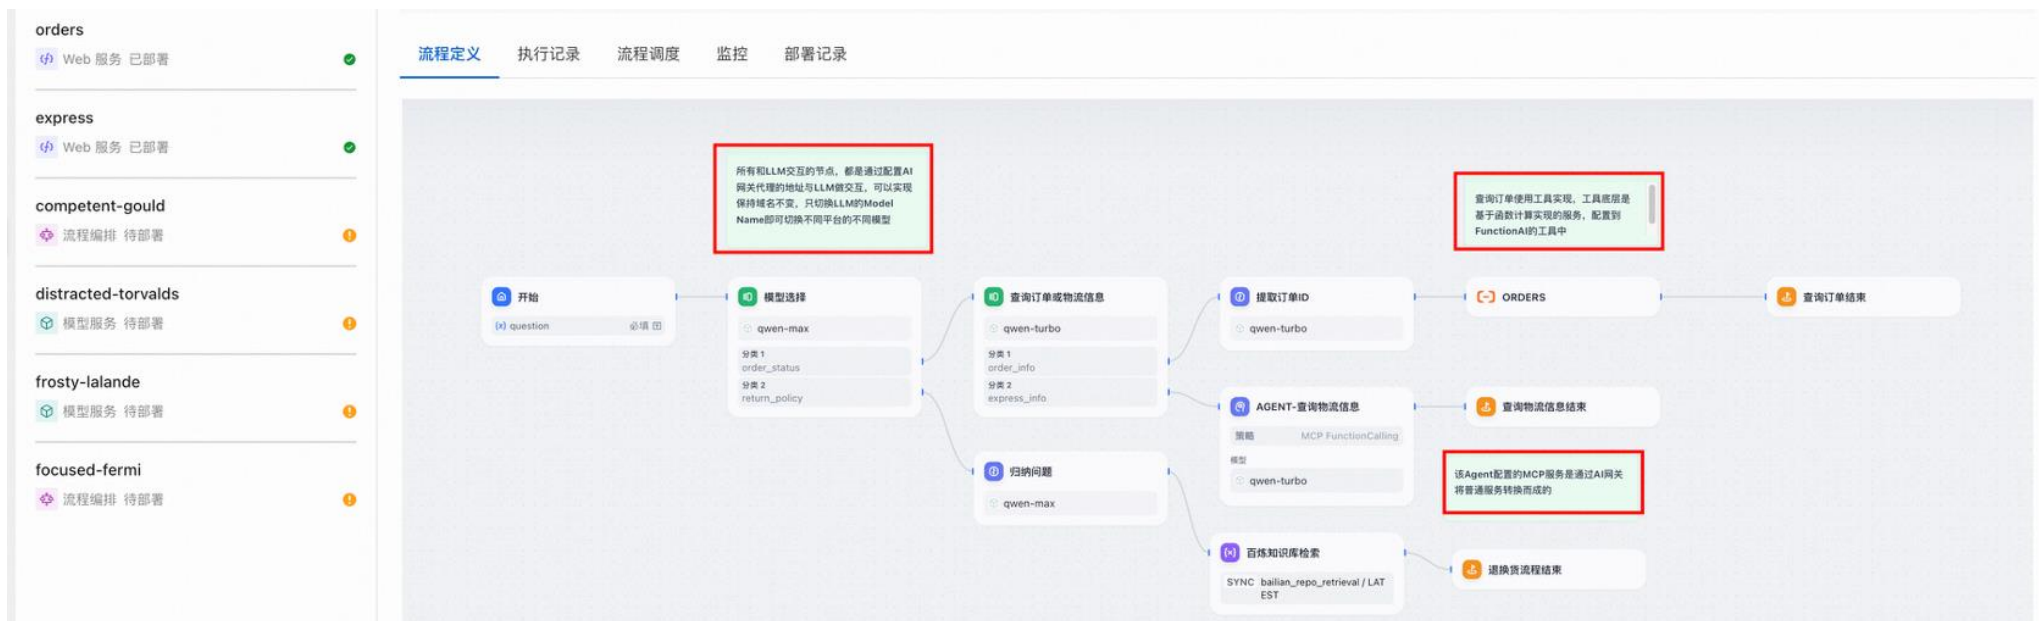 orders
Web 服务 已部署
express
Web 服务 已部署
competent-gould
流程编排 待部署
distracted-torvalds
模型服务 待部署
frosty-lalande
模型服务 待部署
focused-fermi
流程编排 待部署
流程定义 执行记录 流程调度 监控 部署记录
所有和LLM交互的节点，都是通过配置AI
网关代理的地址与LLM做交互，可以实现
保持域名不变，只切换LLM的Model
Name即可切换不同平台的不同模型
查询订单使用工具实现，工具底层是
基于函数计算实现的服务，配置到
FunctionAI的工具中
开始
question 必填
模型选择
qwen-max
分类 1
order_status
分类 2
return_policy
查询订单或物流信息
qwen-turbo
分类 1
order_info
分类 2
express_info
提取订单ID
qwen-turbo
ORDERS
查询订单结束
AGENT-查询物流信息
策略 MCP FunctionCalling
模型
qwen-turbo
查询物流信息结束
该Agent配置的MCP服务是通过AI网关
将普通服务转换而成的
归纳问题
qwen-max
百炼知识库检索
SYNC bailian_repo_retrieval / LAT
EST
退换货流程结束